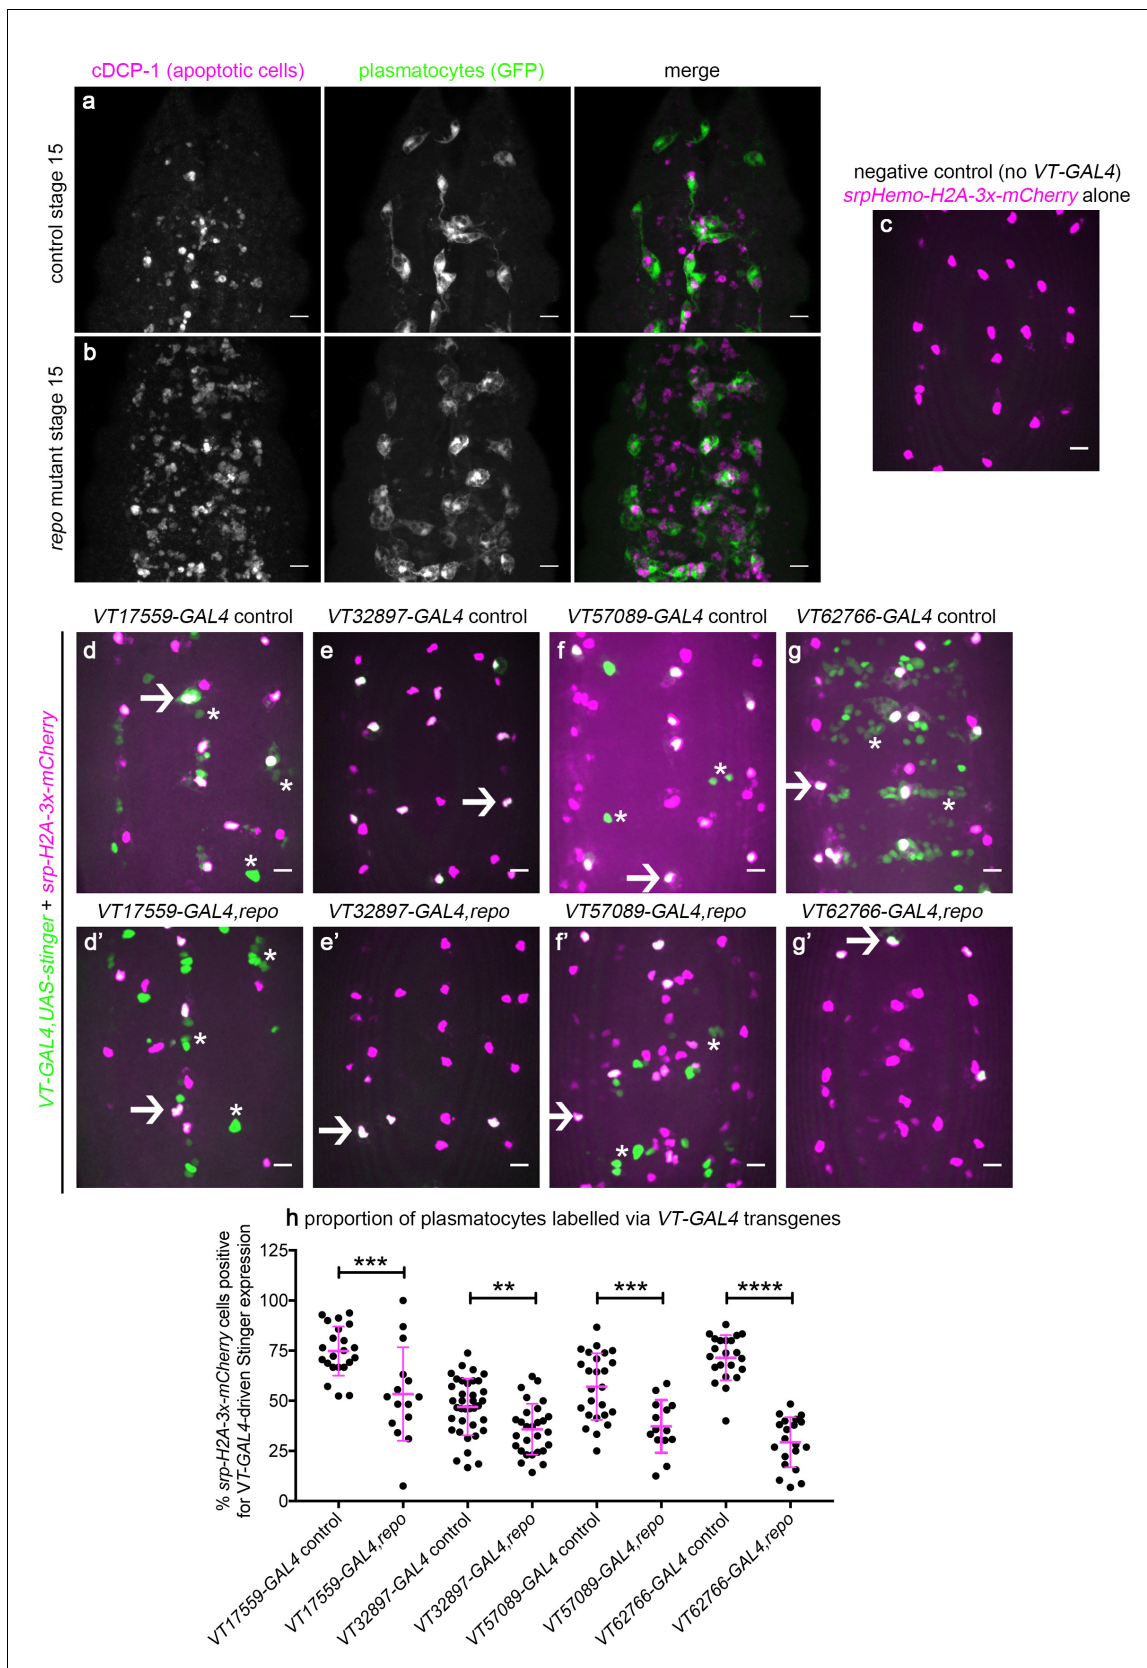 cDCP-1 (apoptotic cells)
plasmatocytes (GFP)
merge
control stage 15
a
repo mutant stage 15
b
negative control (no VT-GAL4)
srpHemo-H2A-3x-mCherry alone
c
VT-GAL4,UAS-stinger + srp-H2A-3x-mCherry
VT17559-GAL4 control
VT32897-GAL4 control
VT57089-GAL4 control
VT62766-GAL4 control
d
*
*
*
e
f
*
*
g
*
*
VT17559-GAL4,repo
VT32897-GAL4,repo
VT57089-GAL4,repo
VT62766-GAL4,repo
d'
*
*
*
e'
f'
*
*
g'
h proportion of plasmatocytes labelled via VT-GAL4 transgenes
% srp-H2A-3x-mCherry cells positive
for VT-GAL4-driven Stinger expression
125
100
75
50
25
0
***
**
***
****
VT17559-GAL4 control
VT17559-GAL4,repo
VT32897-GAL4 control
VT32897-GAL4,repo
VT57089-GAL4 control
VT57089-GAL4,repo
VT62766-GAL4 control
VT62766-GAL4,repo